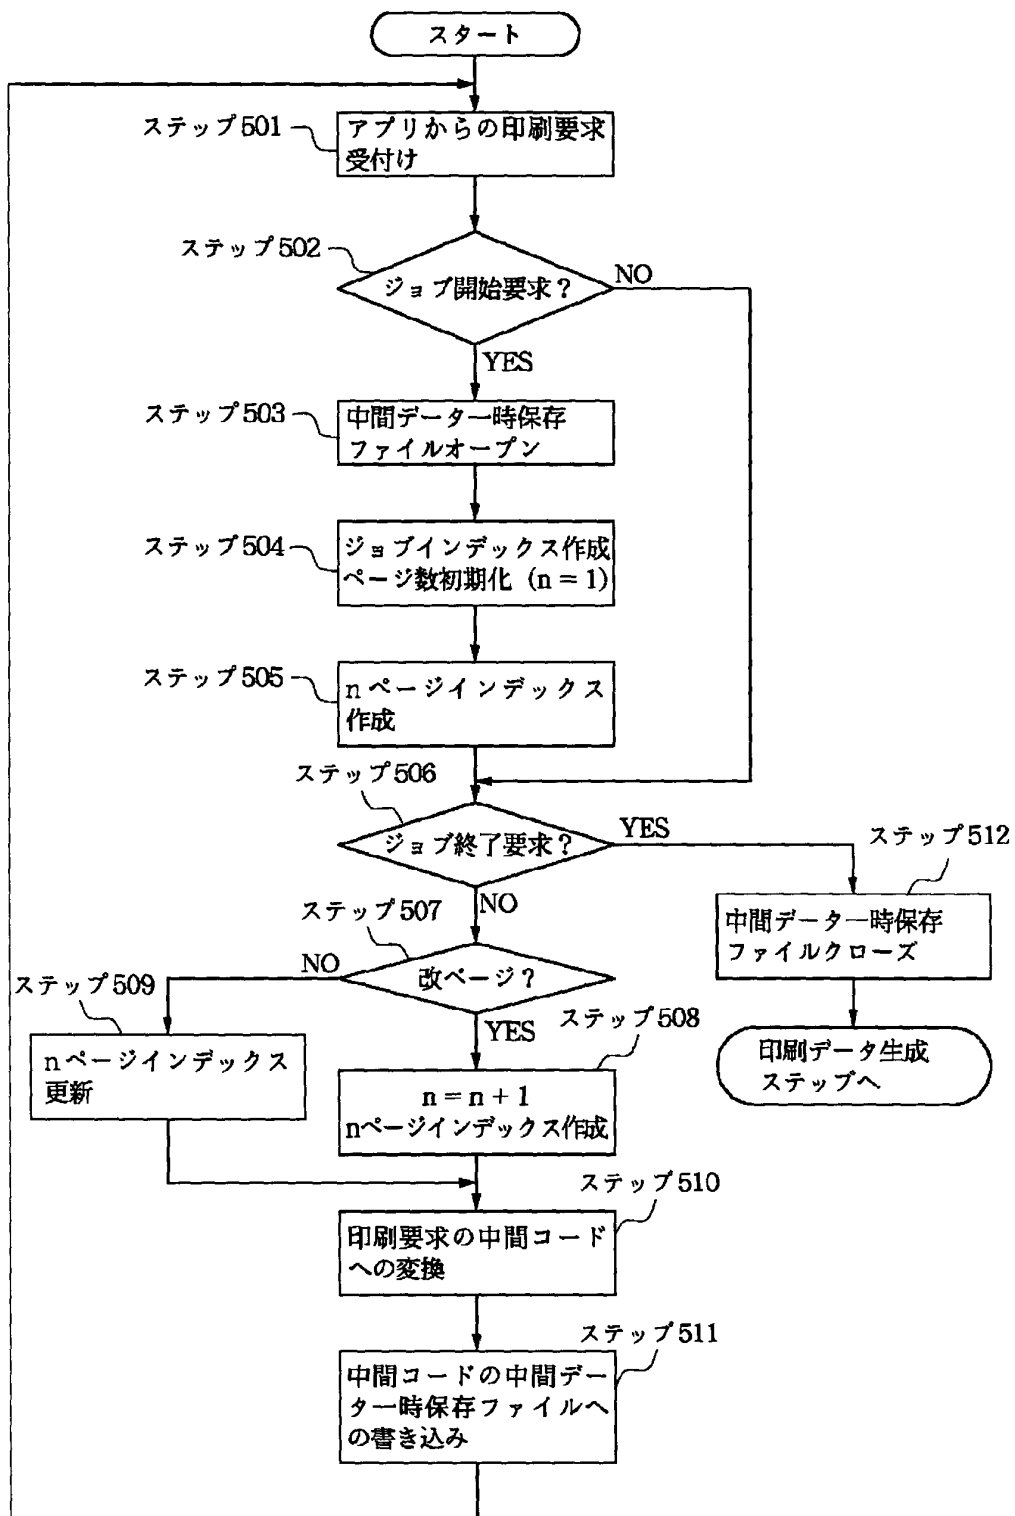 スタート
ステップ501
アプリからの印刷要求
受付け
ステップ502
ジョブ開始要求？
NO
YES
ステップ503
中間データ一時保存
ファイルオープン
ステップ504
ジョブインデックス作成
ページ数初期化 (n = 1)
ステップ505
nページインデックス
作成
ステップ506
ジョブ終了要求？
YES
ステップ512
NO
ステップ507
中間データ一時保存
ファイルクローズ
改ページ？
NO
ステップ509
YES
ステップ508
nページインデックス
更新
印刷データ生成
ステップへ
n = n + 1
nページインデックス作成
ステップ510
印刷要求の中間コード
への変換
ステップ511
中間コードの中間デー
タ一時保存ファイルへ
の書き込み